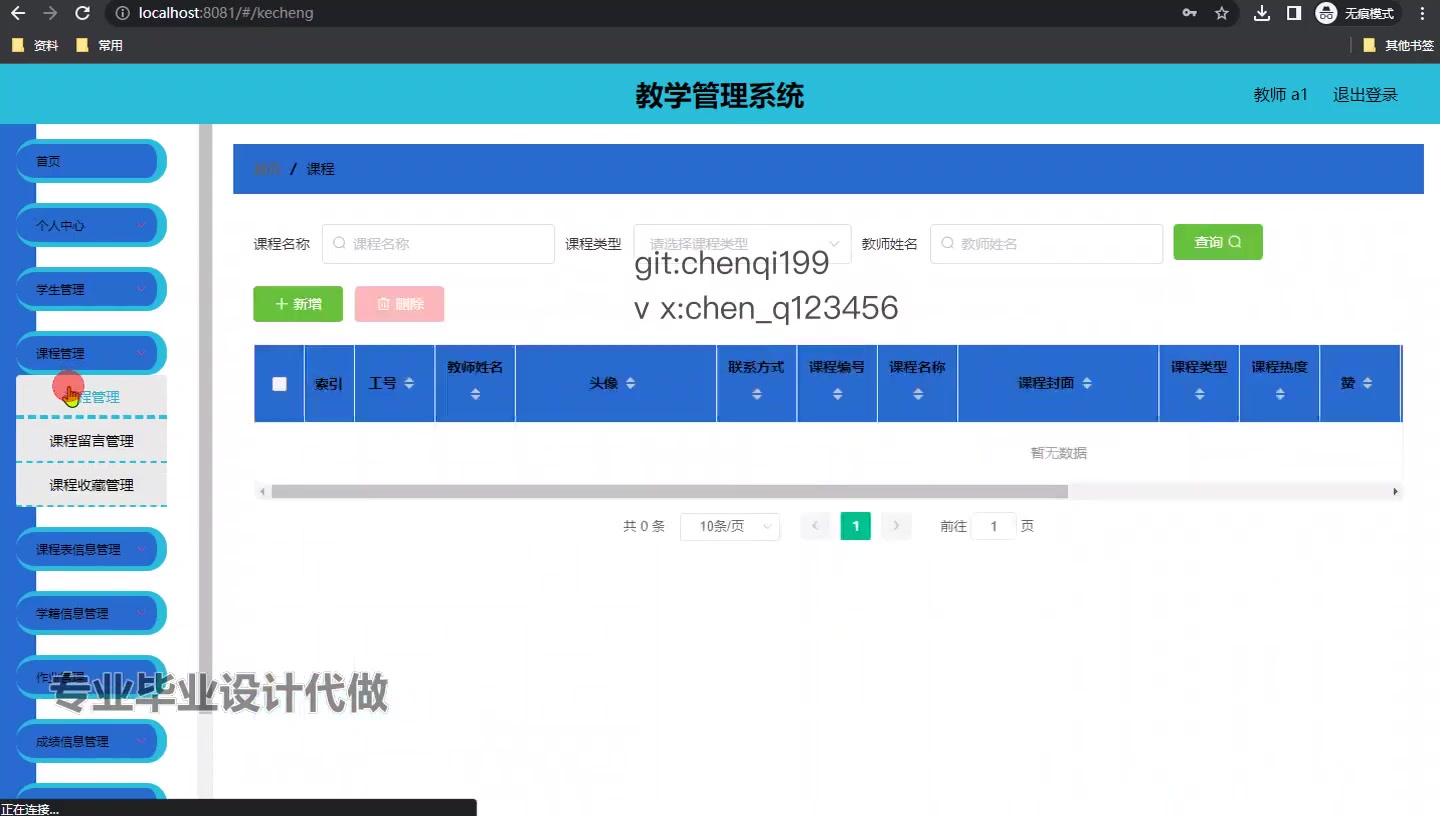 localhost:8081/#/kecheng
无痕模式
资料 常用 其他书签
教学管理系统
教师 a1 退出登录
首页
个人中心
学生管理
课程管理
程管理
课程留言管理
课程收藏管理
课程表信息管理
学籍信息管理
专业毕业设计代做
成绩信息管理
正在连接...
首页 / 课程
课程名称 课程名称 课程类型 请选择课程类型 教师姓名 教师姓名 查询
git:chenqi199
新增 删除
v x:chen_q123456
索引 工号 教师姓名 头像 联系方式 课程编号 课程名称 课程封面 课程类型 课程热度 赞
暂无数据
共 0 条 10条/页 1 前往 1 页